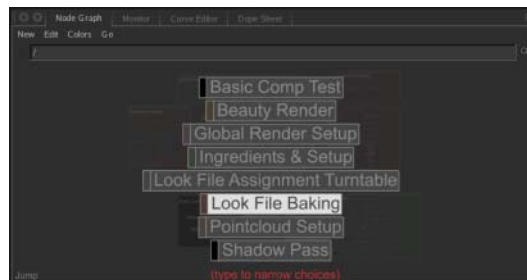 Node Graph Monitor Curve Editor Dope Sheet
New Edit Colors Go
/
Basic Comp Test
Beauty Render
Global Render Setup
Ingredients & Setup
Look File Assignment Turntable
Look File Baking
Pointcloud Setup
Shadow Pass
Jump (type to narrow choices)